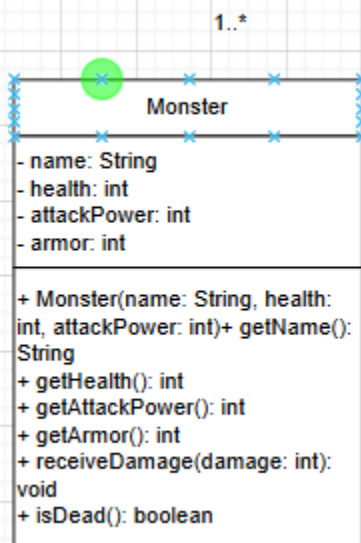 1..*
Monster
- name: String
- health: int
- attackPower: int
- armor: int
+ Monster(name: String, health:
int, attackPower: int)+ getName():
String
+ getHealth(): int
+ getAttackPower(): int
+ getArmor(): int
+ receiveDamage(damage: int):
void
+ isDead(): boolean